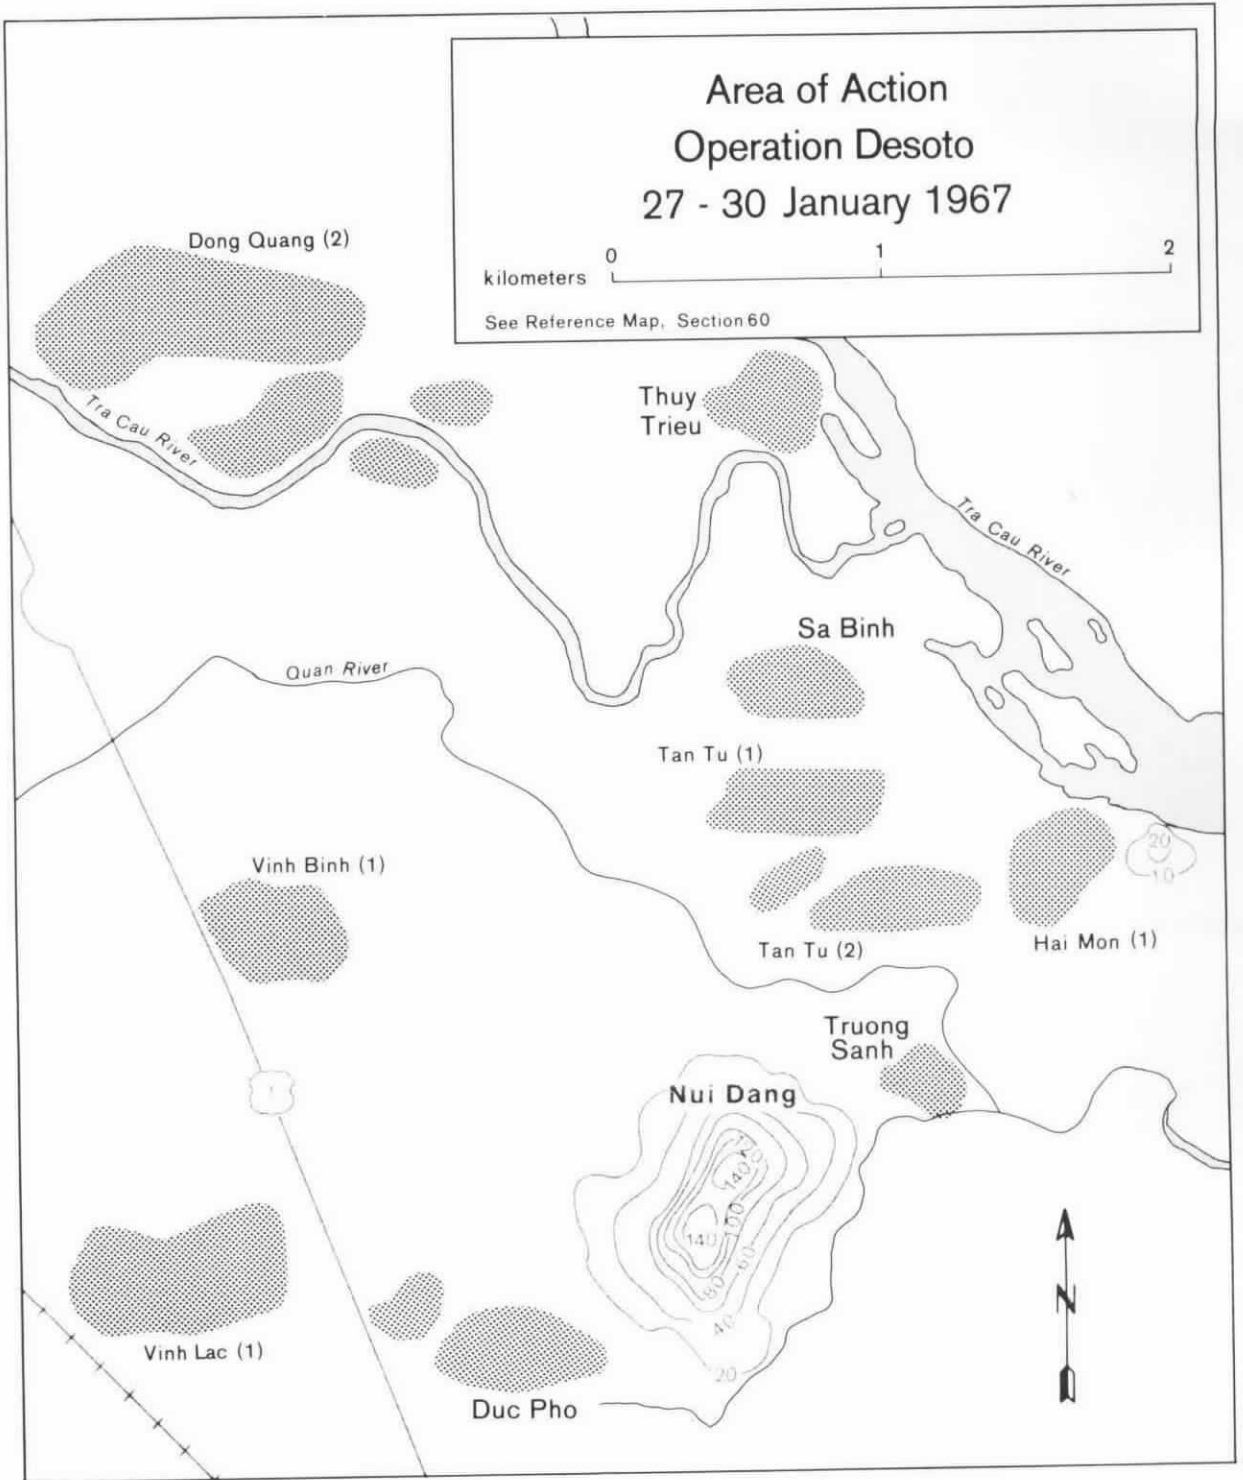 Area of Action
Operation Desoto
27 - 30 January 1967
0 1 2
kilometers
See Reference Map, Section 60
Dong Quang (2)
Tra Cau River
Thuy
Trieu
Tra Cau River
Sa Binh
Quan River
Tan Tu (1)
20
10
Vinh Binh (1)
Hai Mon (1)
Tan Tu (2)
Truong
Sanh
1
Nui Dang
120
140
100
140
60
80
40
20
N
Vinh Lac (1)
Duc Pho